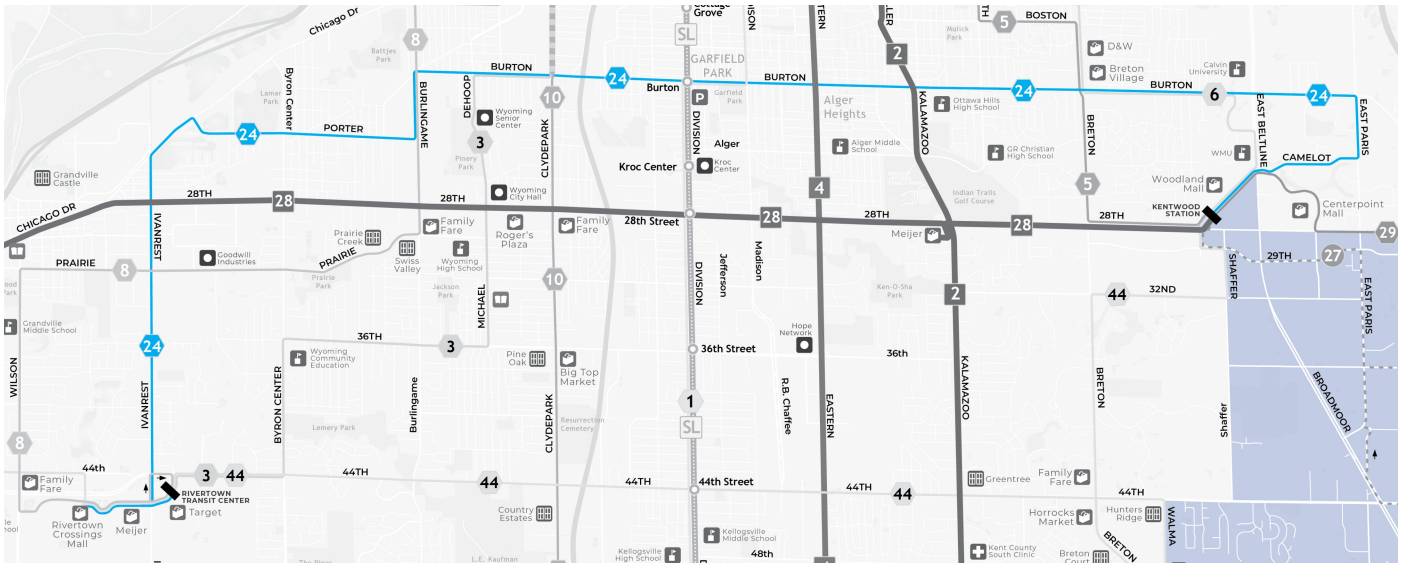 Chicago Dr
8
Battjes
Park
Cottage
Grove
SL
GARFIELD
PARK
EASTERN
2
5
BOSTON
Mulick
Park
D&W
Breton
Village
Calvin
University
BURTON
24
Burton
BURTON
24
BURTON
6
24
P
Garfield
Park
Lamar
Park
Byron Center
24
PORTER
BURLINGAME
DEHOOP
Wyoming
Senior
Center
3
10
CLYDEPARK
DIVISION
Alger
Alger
Heights
KALAMAZOO
Ottawa Hills
High School
BRETON
EAST BELTLINE
EAST PARIS
Alger Middle
School
GR Christian
High School
WMU
CAMELOT
Grandville
Castle
Pinery
Park
Kroc Center
Kroc
Center
Woodland
Mall
KENTWOOD
STATION
Centerpoint
Mall
CHICAGO DR
28TH
28
28TH
Wyoming
City Hall
28th Street
28
4
28TH
Indian Trails
Golf Course
28
5
28TH
29
IVANREST
Prairie
Creek
Family
Fare
Roger's
Plaza
Family
Fare
Meijer
Goodwill
Industries
Swiss
Valley
Wyoming
High School
PRAIRIE
8
PRAIRIE
Prairie
Park
Jackson
Park
MICHAEL
10
DIVISION
Jefferson
Madison
Ken-O-Sha
Park
2
44
32ND
SHAFFER
29TH
27
EAST PARIS
Grandville
Middle School
WILSON
24
36TH
3
Wyoming
Community
Education
36th Street
Hope
Network
36th
Pine
Oak
Big Top
Market
IVANREST
BYRON CENTER
Burlingame
CLYDEPARK
1
SL
R.B. Chaffee
EASTERN
KALAMAZOO
BRETON
Shaffer
BROADMOOR
Lemery Park
Resurrection
Cemetery
8
44th
3
44
44TH
44
44TH
44th Street
44TH
44
44TH
Family
Fare
RIVERTOWN
TRANSIT CENTER
Rivertown
Crossings
Mall
Meijer
Target
Country
Estates
Greentree
Family
Fare
Horrocks
Market
Hunters
Ridge
WALMA
Kellogsville
High School
Kellogsville
Middle School
48th
Kent County
South Clinic
Breton
Court
BRETON
L.E. Kaufman